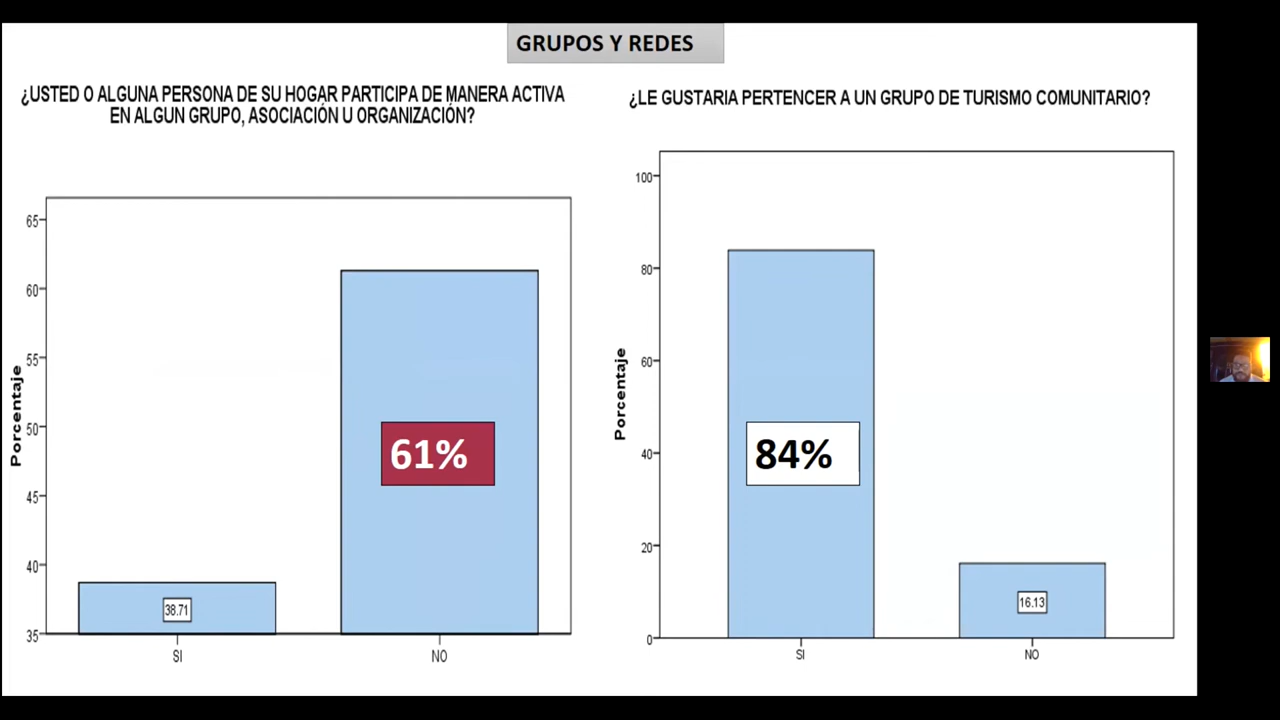 GRUPOS Y REDES
¿USTED O ALGUNA PERSONA DE SU HOGAR PARTICIPA DE MANERA ACTIVA
EN ALGUN GRUPO, ASOCIACIÓN U ORGANIZACIÓN?
Porcentaje
65
60
55
50
45
40
35
38.71
61%
SI
NO
¿LE GUSTARIA PERTENCER A UN GRUPO DE TURISMO COMUNITARIO?
Porcentaje
100
80
60
40
20
0
84%
16.13
SI
NO